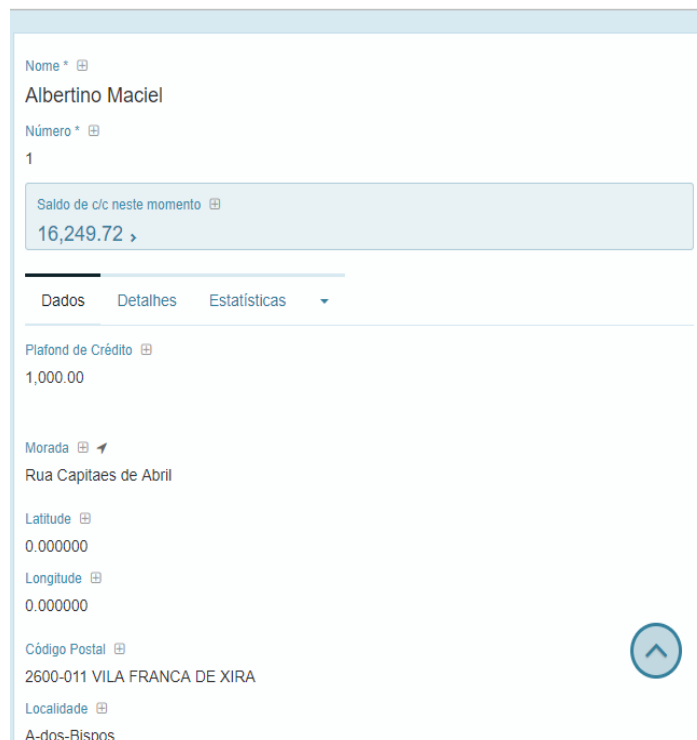 Nome *
Albertino Maciel
Número *
1
Saldo de c/c neste momento
16,249.72
Dados Detalhes Estatísticas
Plafond de Crédito
1,000.00
Morada
Rua Capitaes de Abril
Latitude
0.000000
Longitude
0.000000
Código Postal
2600-011 VILA FRANCA DE XIRA
Localidade
A-dos-Bispos